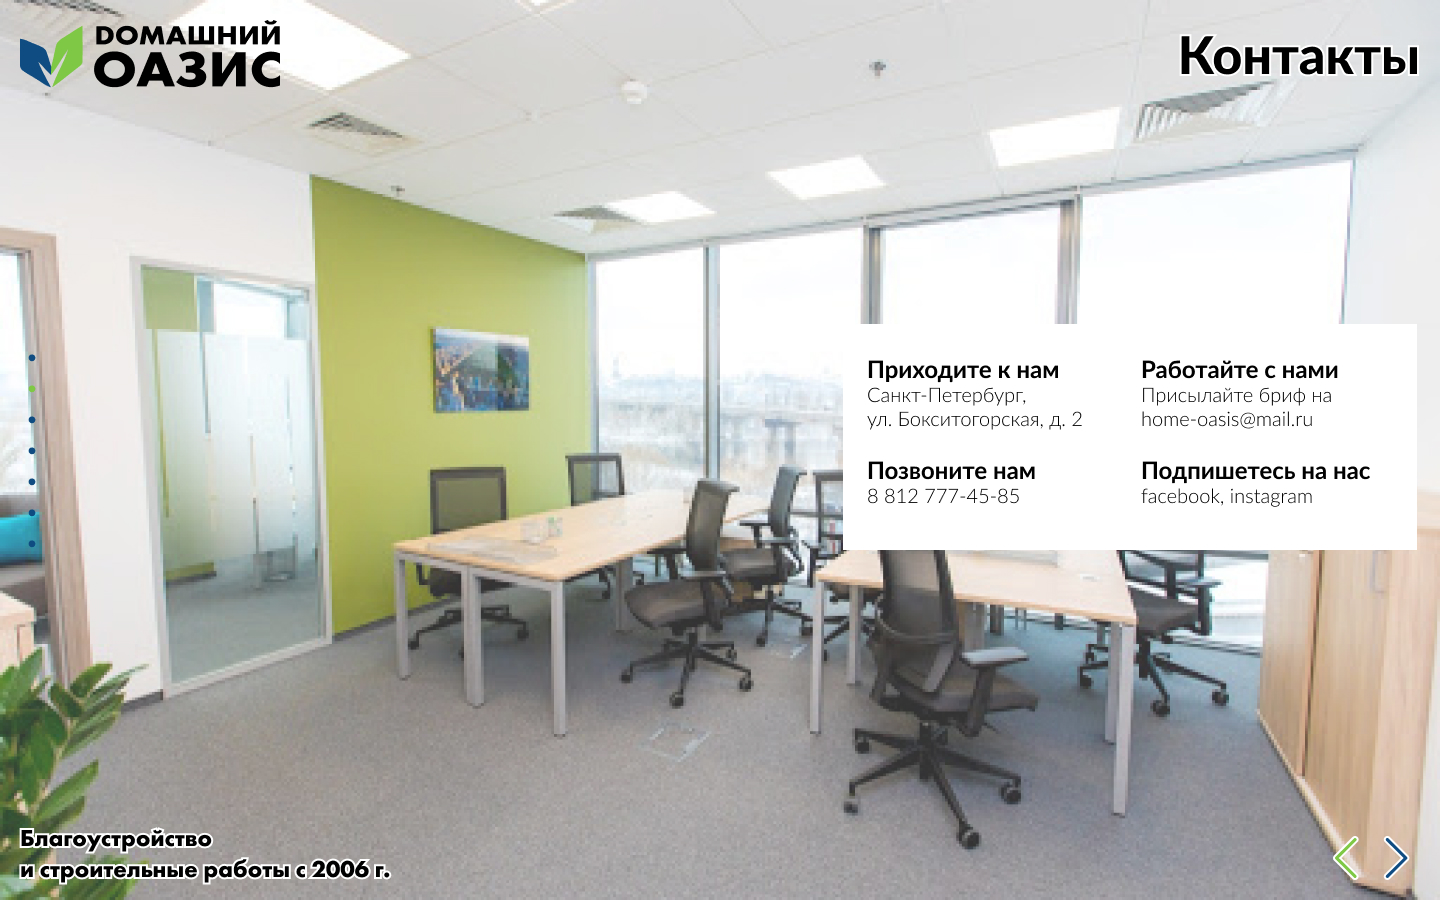 DОМАШНИЙ
ОАЗИС
Контакты
Приходите к нам
Санкт-Петербург,
ул. Бокситогорская, д. 2
Позвоните нам
8 812 777-45-85
Работайте с нами
Присылайте бриф на
home-oasis@mail.ru
Подпишетесь на нас
facebook, instagram
Благоустройство
и строительные работы с 2006 г.